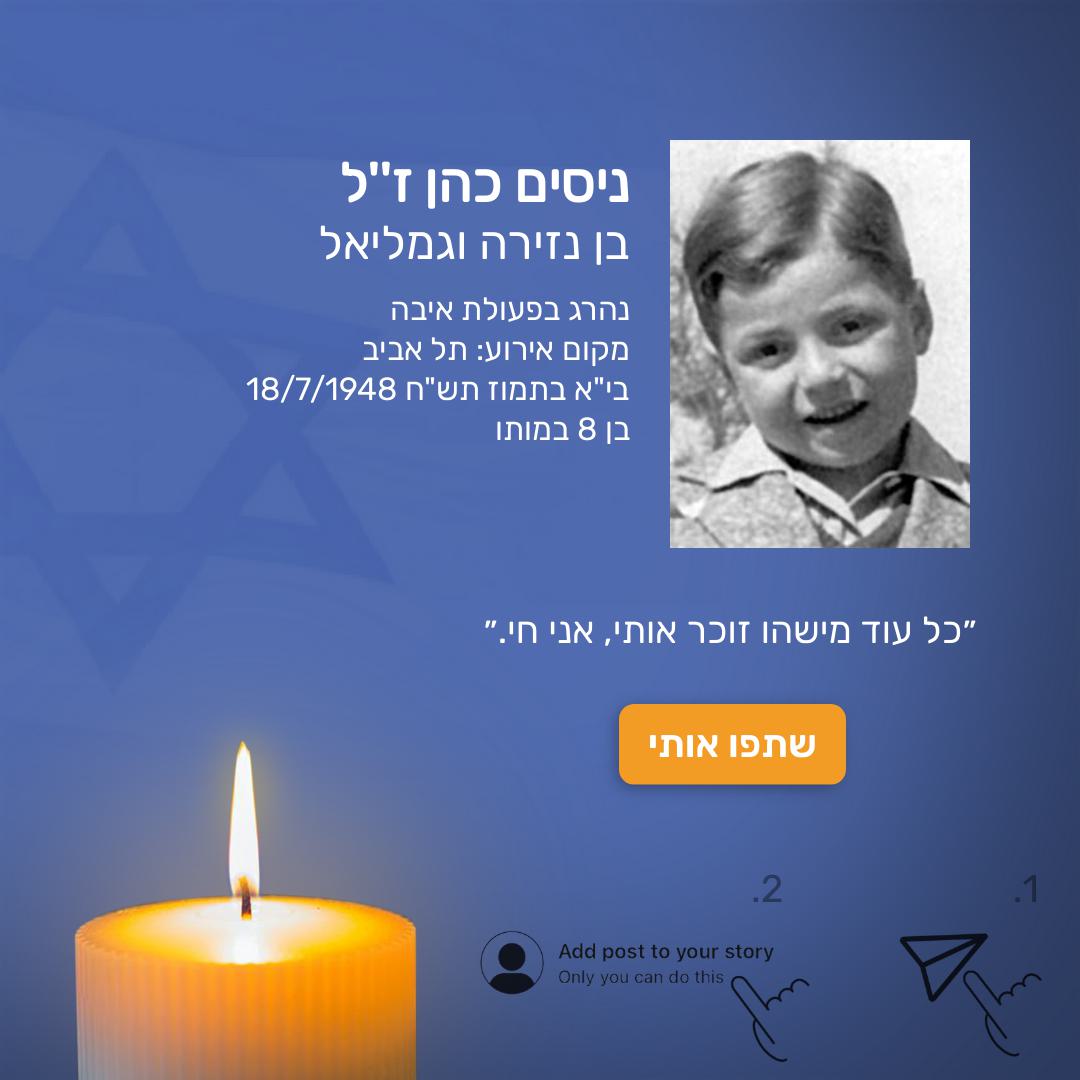 ניסים כהן ז"ל
בן נזירה וגמליאל
נהרג בפעולת איבה
מקום אירוע: תל אביב
בי"א בתמוז תש"ח 18/7/1948
בן 8 במותו
״כל עוד מישהו זוכר אותי, אני חי.״
שתפו אותי
1.
2.
Add post to your story
Only you can do this